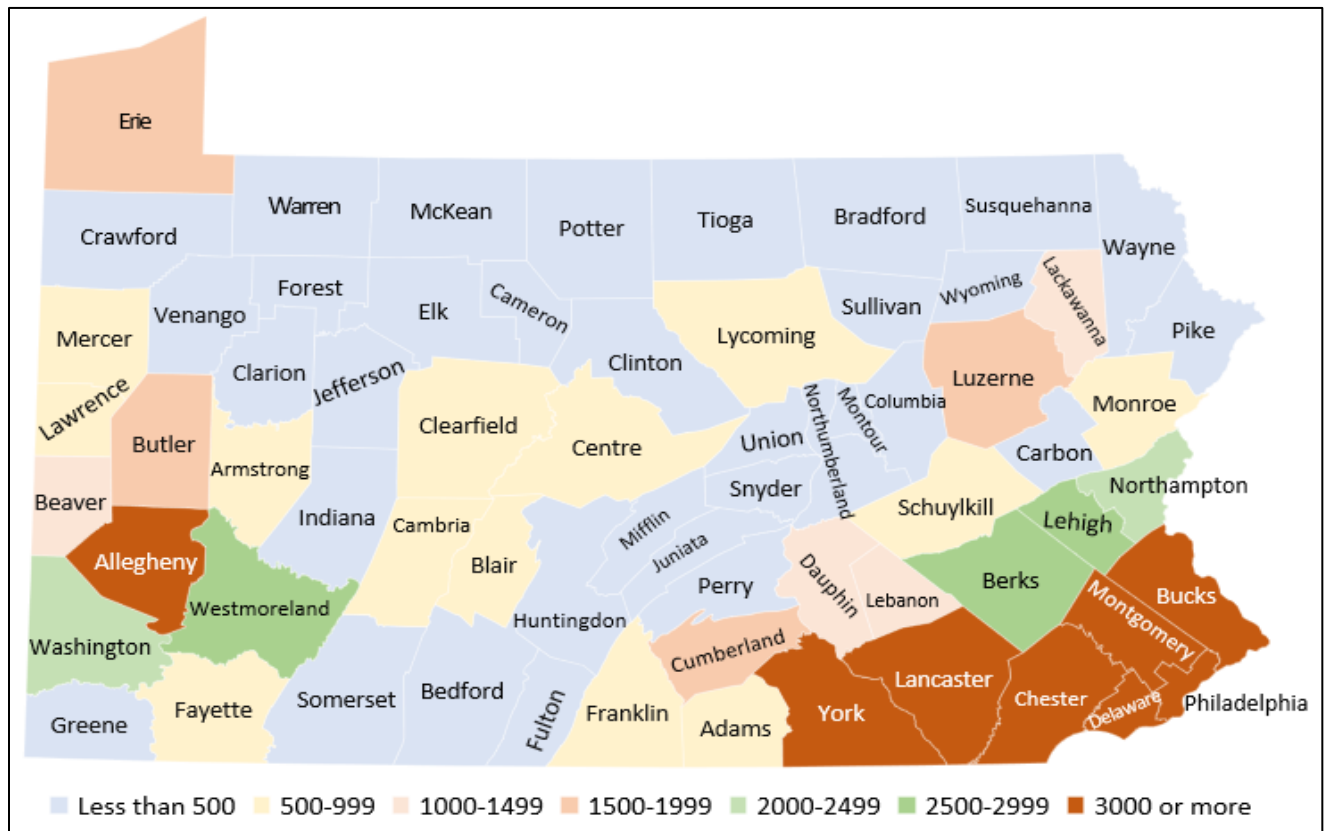 Erie
Warren
McKean
Potter
Tioga
Bradford
Susquehanna
Crawford
Wayne
Forest
Venango
Elk
Cameron
Sullivan
Wyoming
Lackawanna
Pike
Mercer
Lycoming
Clinton
Clarion
Jefferson
Luzerne
Lawrence
Columbia
Montour
Northumberland
Monroe
Butler
Clearfield
Centre
Union
Carbon
Armstrong
Snyder
Northampton
Beaver
Indiana
Cambria
Mifflin
Schuylkill
Lehigh
Allegheny
Blair
Juniata
Perry
Dauphin
Lebanon
Berks
Bucks
Montgomery
Westmoreland
Huntingdon
Washington
Cumberland
Lancaster
Chester
Delaware
Philadelphia
Greene
Fayette
Somerset
Bedford
Fulton
Franklin
Adams
York
Less than 500 500-999 1000-1499 1500-1999 2000-2499 2500-2999 3000 or more